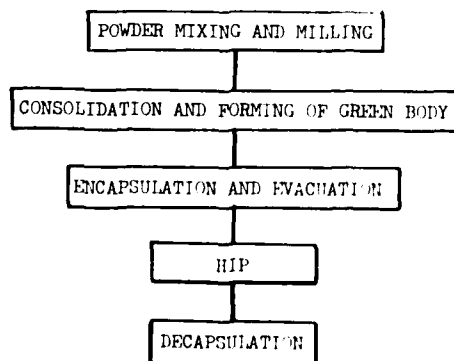 POWDER MIXING AND MILLING
CONSOLIDATION AND FORMING OF GREEN BODY
ENCAPSULATION AND EVACUATION
HIP
DECAPSULATION